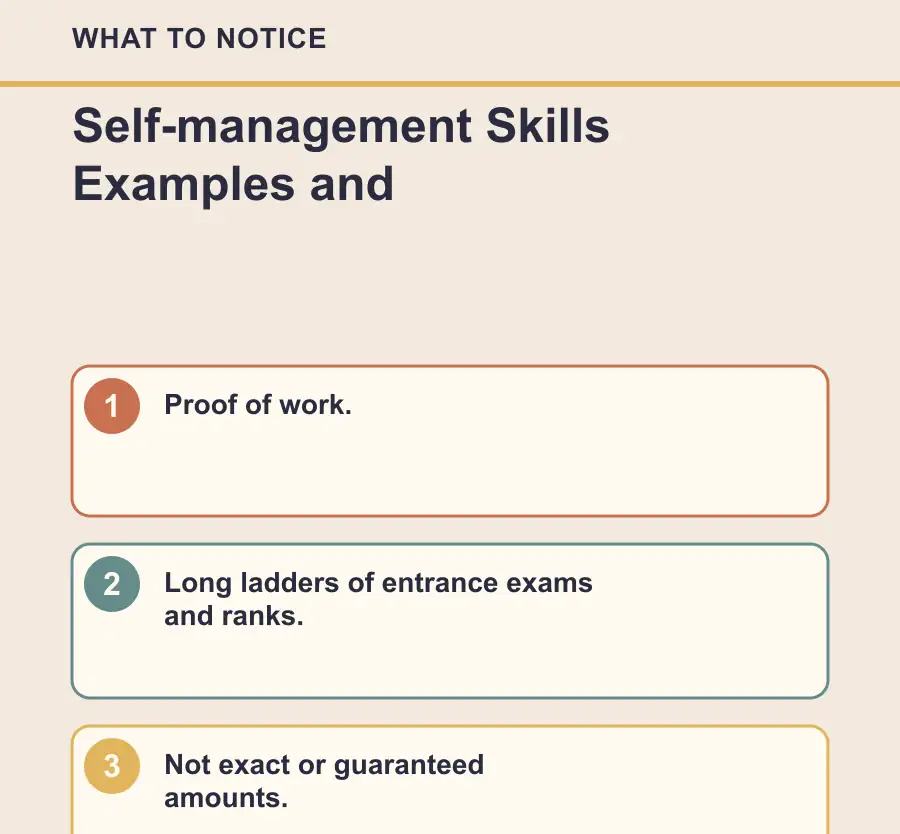 WHAT TO NOTICE
Self-management Skills
Examples and
1
Proof of work.
2
Long ladders of entrance exams
and ranks.
3
Not exact or guaranteed
amounts.